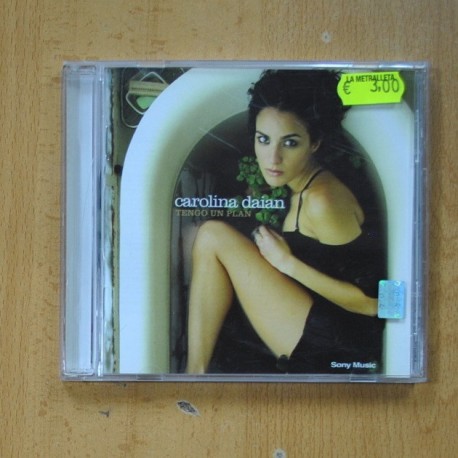 LA METRALLETA
€ 3,00
carolina daian
TENGO UN PLAN
Sony Music